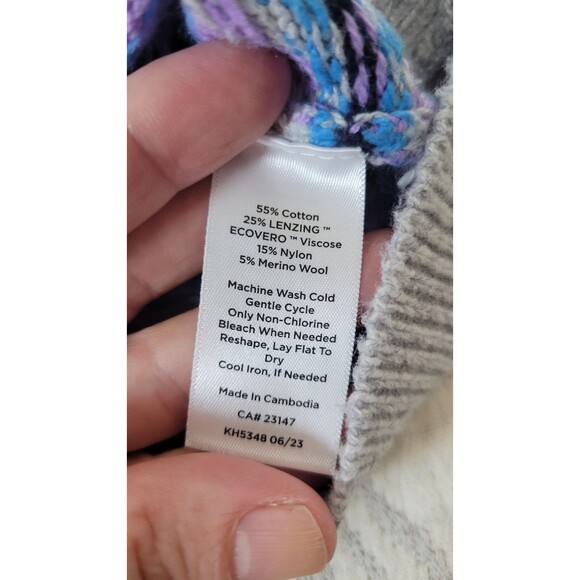 55% Cotton
25% LENZING ™
ECOVERO ™ Viscose
15% Nylon
5% Merino Wool
Machine Wash Cold
Gentle Cycle
Only Non-Chlorine
Bleach When Needed
Reshape, Lay Flat To
Dry
Cool Iron, If Needed
Made In Cambodia
CA# 23147
KH5348 06/23